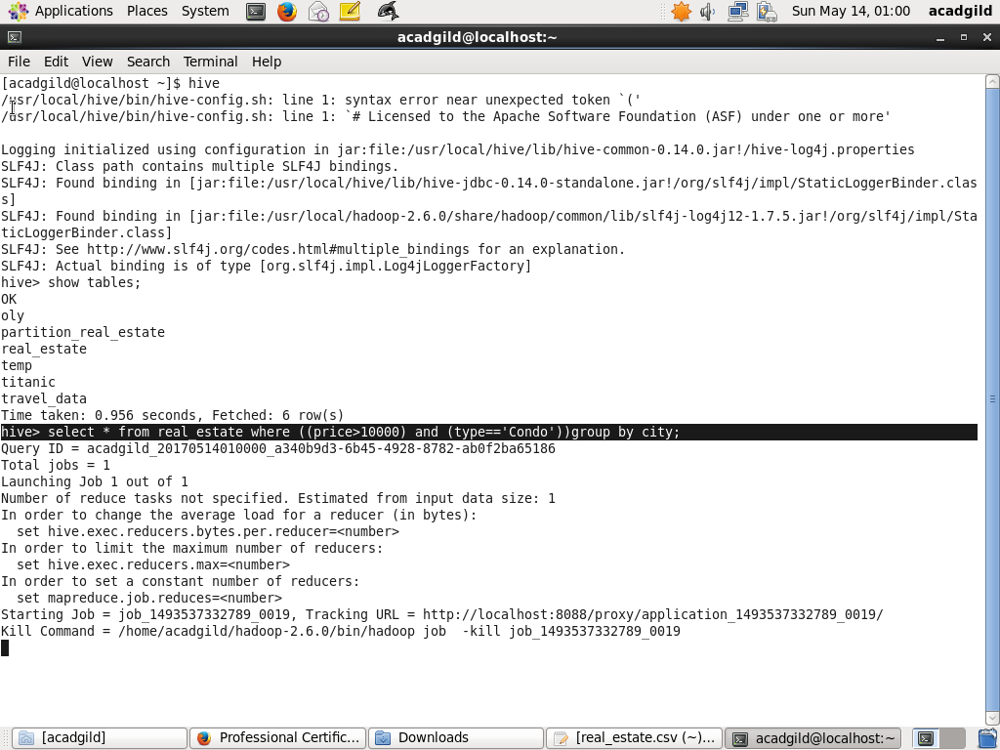 Applications Places System Sun May 14, 01:00 acadgild
acadgild@localhost:~
File Edit View Search Terminal Help
[acadgild@localhost ~]$ hive
/usr/local/hive/bin/hive-config.sh: line 1: syntax error near unexpected token `('
/usr/local/hive/bin/hive-config.sh: line 1: `# Licensed to the Apache Software Foundation (ASF) under one or more'
Logging initialized using configuration in jar:file:/usr/local/hive/lib/hive-common-0.14.0.jar!/hive-log4j.properties
SLF4J: Class path contains multiple SLF4J bindings.
SLF4J: Found binding in [jar:file:/usr/local/hive/lib/hive-jdbc-0.14.0-standalone.jar!/org/slf4j/impl/StaticLoggerBinder.clas
s]
SLF4J: Found binding in [jar:file:/usr/local/hadoop-2.6.0/share/hadoop/common/lib/slf4j-log4j12-1.7.5.jar!/org/slf4j/impl/Sta
ticLoggerBinder.class]
SLF4J: See http://www.slf4j.org/codes.html#multiple_bindings for an explanation.
SLF4J: Actual binding is of type [org.slf4j.impl.Log4jLoggerFactory]
hive> show tables;
OK
oly
partition_real_estate
real_estate
temp
titanic
travel_data
Time taken: 0.956 seconds, Fetched: 6 row(s)
hive> select * from real_estate where ((price>10000) and (type=='Condo'))group by city;
Query ID = acadgild_20170514010000_a340b9d3-6b45-4928-8782-ab0f2ba65186
Total jobs = 1
Launching Job 1 out of 1
Number of reduce tasks not specified. Estimated from input data size: 1
In order to change the average load for a reducer (in bytes):
  set hive.exec.reducers.bytes.per.reducer=<number>
In order to limit the maximum number of reducers:
  set hive.exec.reducers.max=<number>
In order to set a constant number of reducers:
  set mapreduce.job.reduces=<number>
Starting Job = job_1493537332789_0019, Tracking URL = http://localhost:8088/proxy/application_1493537332789_0019/
Kill Command = /home/acadgild/hadoop-2.6.0/bin/hadoop job  -kill job_1493537332789_0019
[acadgild] Professional Certific... Downloads [real_estate.csv (~)... acadgild@localhost:~